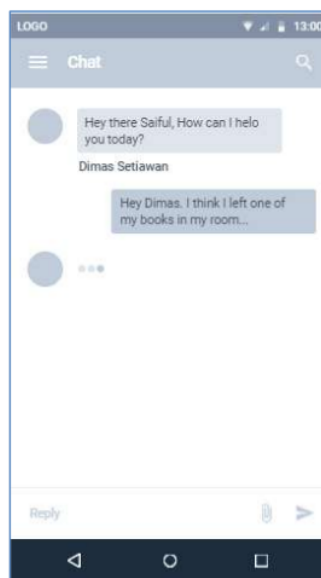 LOGO 13:00
Chat
Hey there Saiful, How can I helo
you today?
Dimas Setiawan
Hey Dimas. I think I left one of
my books in my room...
Reply